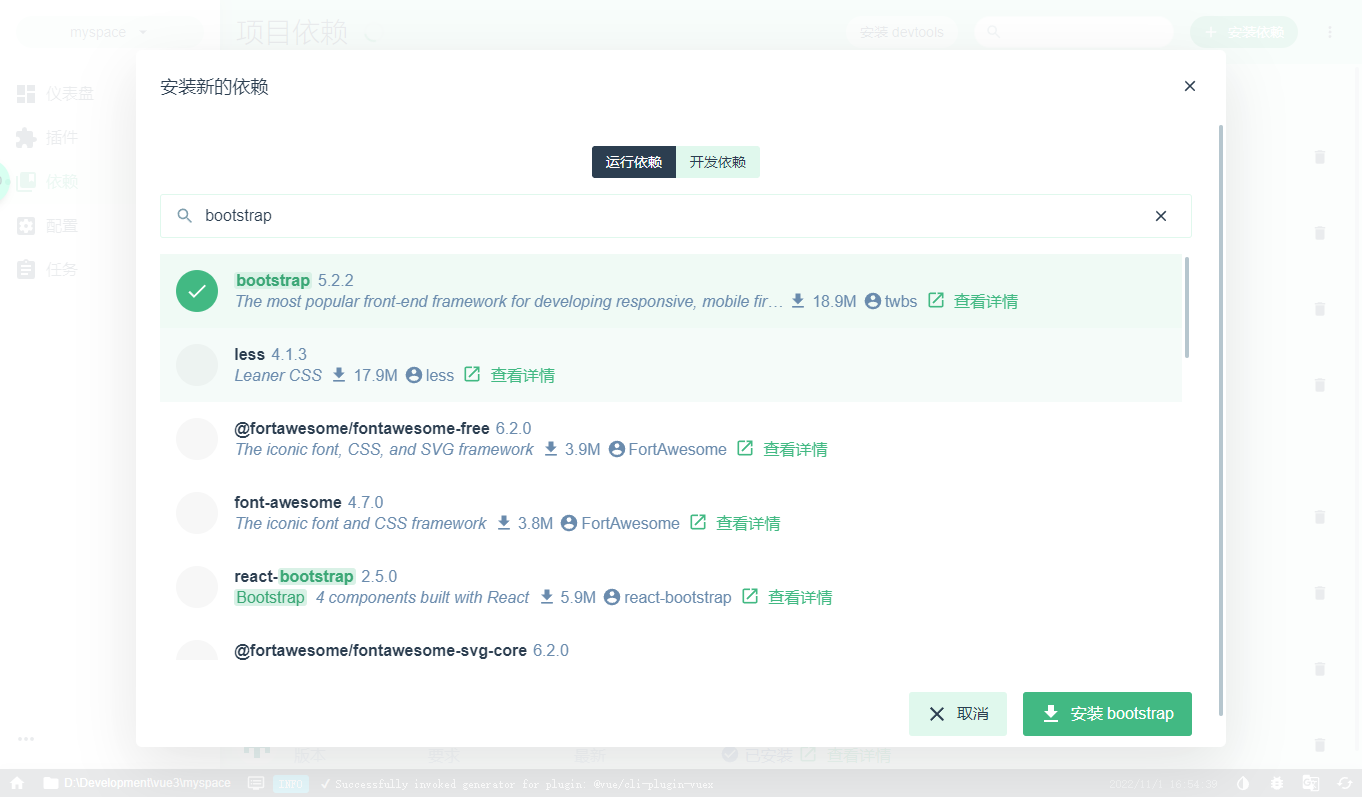 myspace
项目依赖
安装 devtools
安装依赖
仪表盘
插件
依赖
配置
任务
安装新的依赖
运行依赖 开发依赖
bootstrap
bootstrap 5.2.2
The most popular front-end framework for developing responsive, mobile fir… 18.9M twbs 查看详情
less 4.1.3
Leaner CSS 17.9M less 查看详情
@fortawesome/fontawesome-free 6.2.0
The iconic font, CSS, and SVG framework 3.9M FortAwesome 查看详情
font-awesome 4.7.0
The iconic font and CSS framework 3.8M FortAwesome 查看详情
react-bootstrap 2.5.0
Bootstrap 4 components built with React 5.9M react-bootstrap 查看详情
@fortawesome/fontawesome-svg-core 6.2.0
取消 安装 bootstrap
版本 要求 最新 已安装 查看详情
D:\Development\vue3\myspace INFO ✓ Successfully invoked generator for plugin: @vue/cli-plugin-vuex